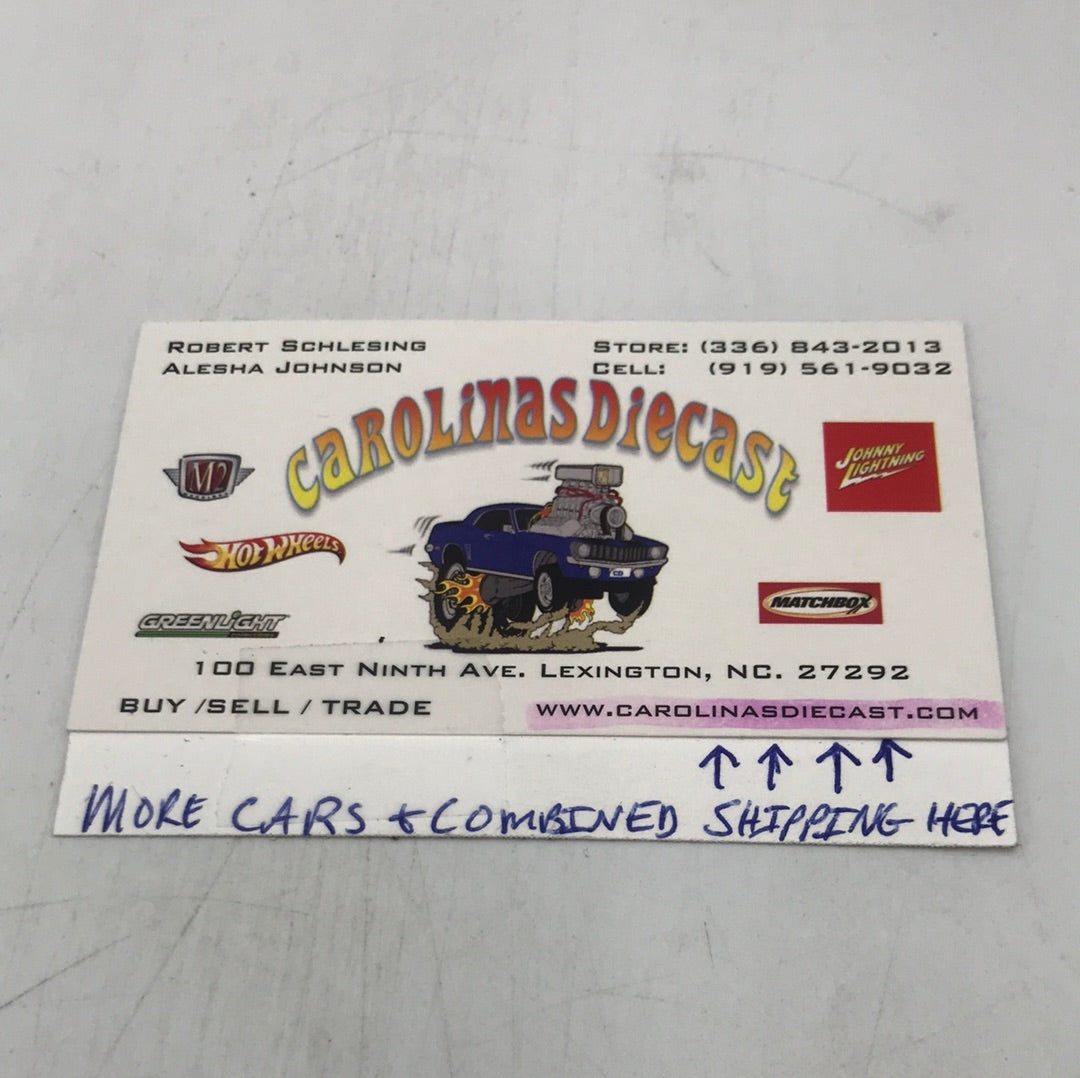 ROBERT SCHLESING
ALESHA JOHNSON
STORE: (336) 843-2013
CELL: (919) 561-9032
CAROLINAS DIECAST
M2
JOHNNY
LIGHTNING
HOT WHEELS
GREENLIGHT
MATCHBOX
100 EAST NINTH AVE. LEXINGTON, NC. 27292
BUY /SELL / TRADE
WWW.CAROLINASDIECAST.COM
↑ ↑ ↑ ↑
MORE CARS & COMBINED SHIPPING HERE